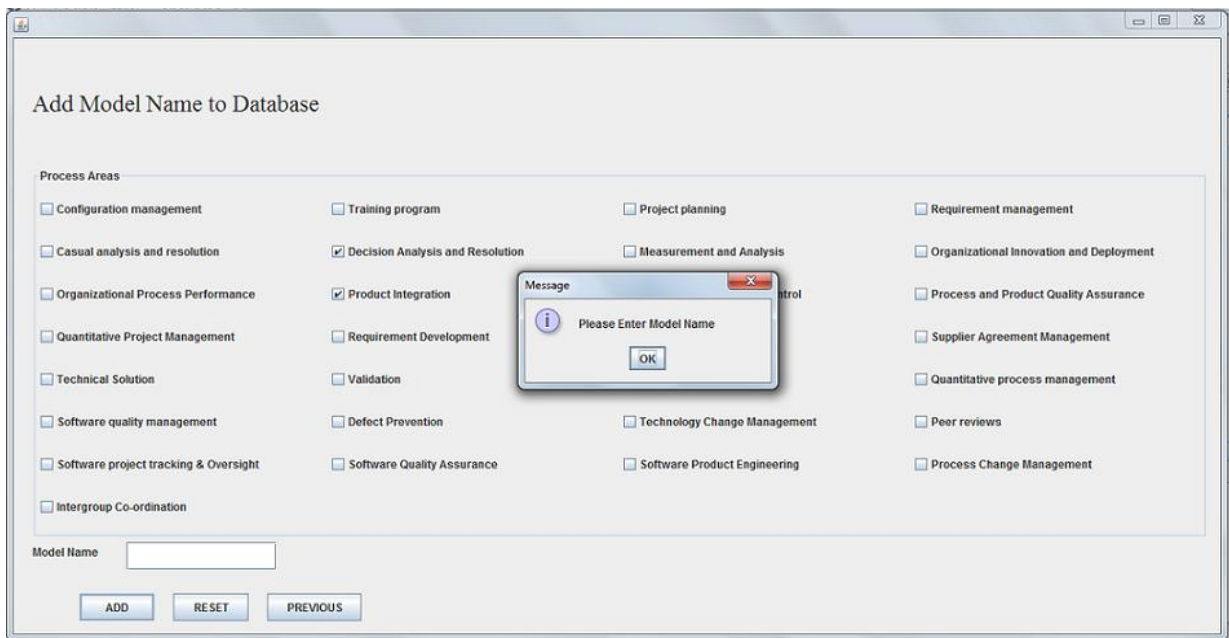 Add Model Name to Database
Process Areas
Configuration management Training program Project planning Requirement management
Casual analysis and resolution Decision Analysis and Resolution Measurement and Analysis Organizational Innovation and Deployment
Organizational Process Performance Product Integration Process and Product Quality Assurance
Message
Please Enter Model Name
OK
Quantitative Project Management Requirement Development Supplier Agreement Management
Technical Solution Validation Quantitative process management
Software quality management Defect Prevention Technology Change Management Peer reviews
Software project tracking & Oversight Software Quality Assurance Software Product Engineering Process Change Management
Intergroup Co-ordination
Model Name
ADD RESET PREVIOUS